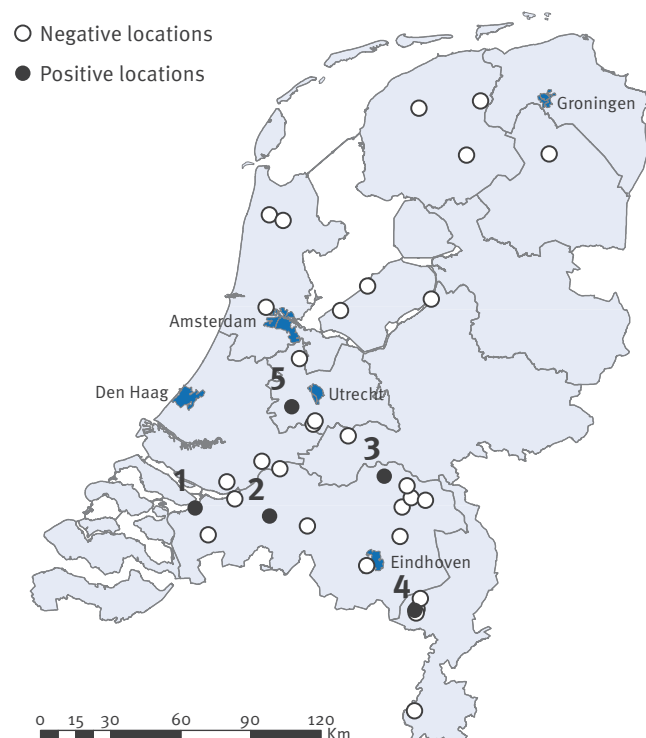 Negative locations
Positive locations
Groningen
Amsterdam
5
Den Haag
Utrecht
3
1
2
Eindhoven
4
0 15 30 60 90 120
Km